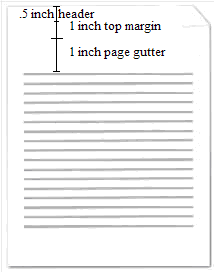 .5 inch header
1 inch top margin
1 inch page gutter